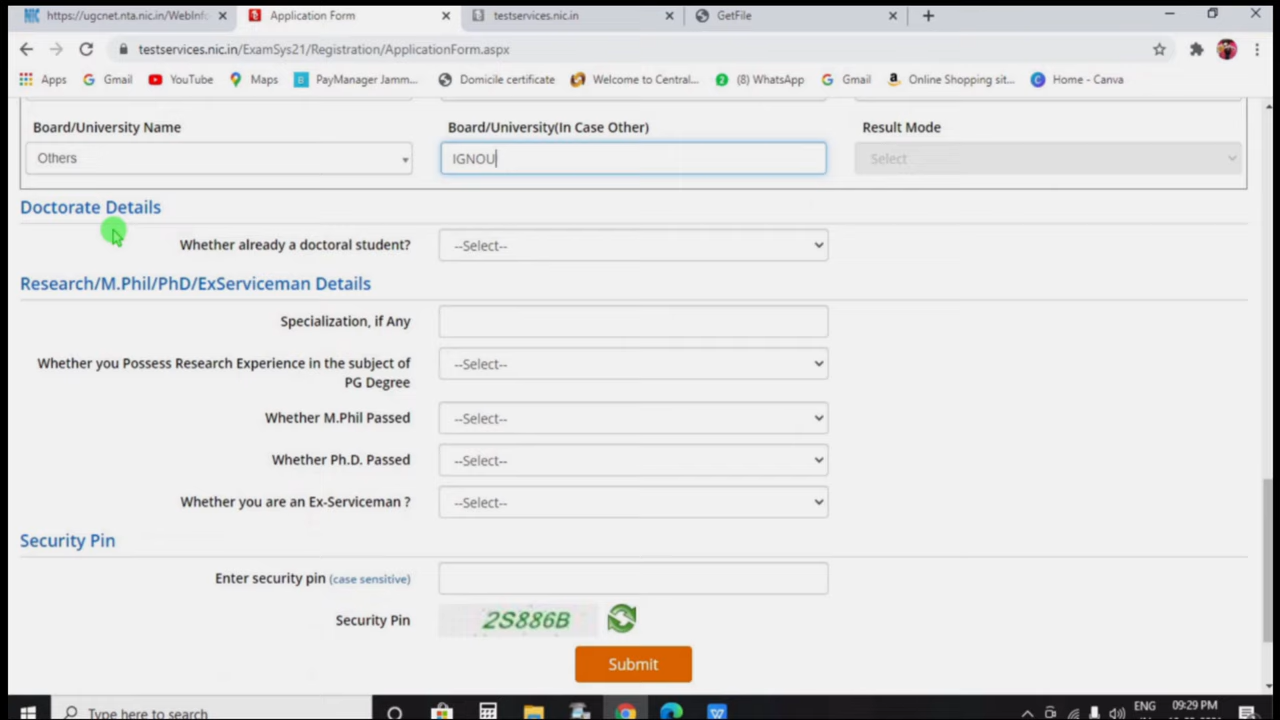 https://ugcnet.nta.nic.in/WebInfo
Application Form
testservices.nic.in
GetFile
testservices.nic.in/ExamSys21/Registration/ApplicationForm.aspx
Apps Gmail YouTube Maps PayManager Jamm... Domicile certificate Welcome to Central... (8) WhatsApp Gmail Online Shopping sit... Home - Canva
Board/University Name Board/University(In Case Other) Result Mode
Others IGNOU Select
Doctorate Details
Whether already a doctoral student? --Select--
Research/M.Phil/PhD/ExServiceman Details
Specialization, if Any
Whether you Possess Research Experience in the subject of --Select--
PG Degree
Whether M.Phil Passed --Select--
Whether Ph.D. Passed --Select--
Whether you are an Ex-Serviceman ? --Select--
Security Pin
Enter security pin (case sensitive)
Security Pin 2S886B
Submit
Type here to search
ENG 09:29 PM